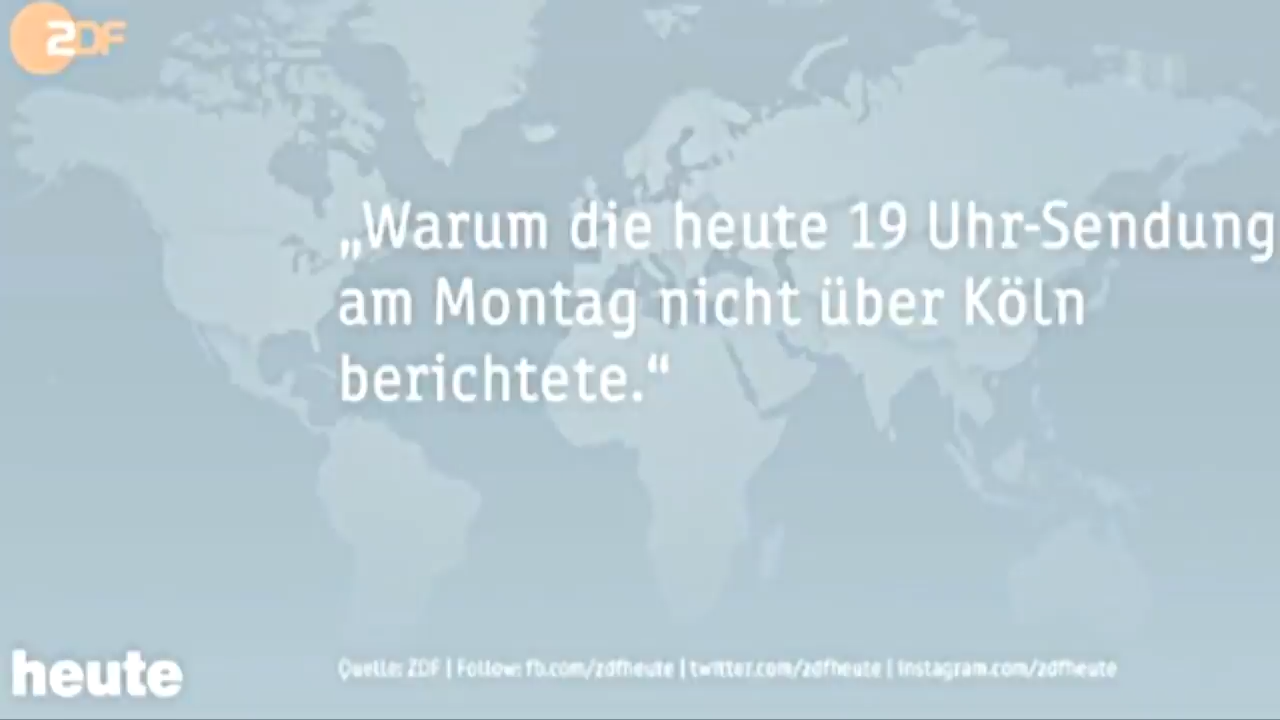 ZDF
„Warum die heute 19 Uhr-Sendung
am Montag nicht über Köln
berichtete.“
heute
Quelle: ZDF | Follow: fb.com/zdfheute | twitter.com/zdfheute | instagram.com/zdfheute